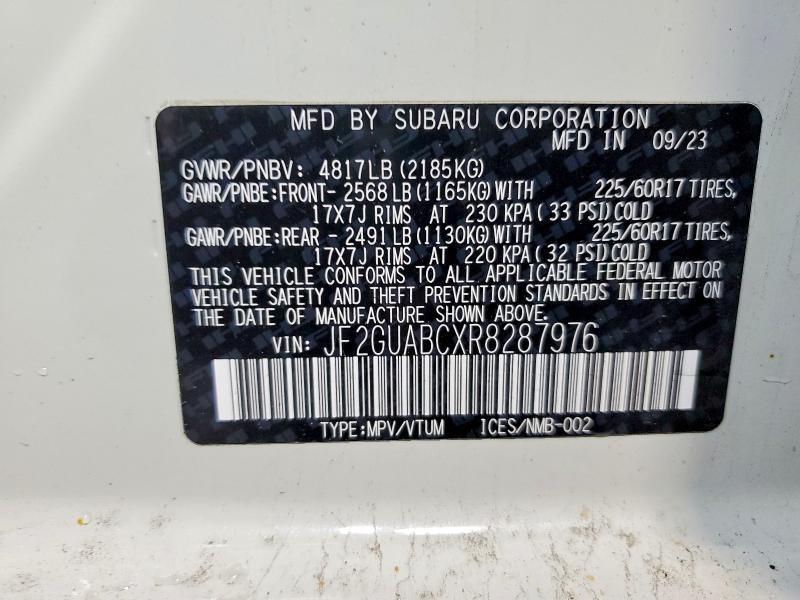 MFD BY SUBARU CORPORATION
MFD IN 09/23
GVWR/PNBV: 4817LB (2185KG)
GAWR/PNBE:FRONT- 2568 LB (1165KG) WITH 225/60R17 TIRES,
17X7J RIMS AT 230 KPA ( 33 PSI) COLD
GAWR/PNBE:REAR - 2491 LB (1130KG) WITH 225/60R17 TIRES,
17X7J RIMS AT 220 KPA ( 32 PSI) COLD
THIS VEHICLE CONFORMS TO ALL APPLICABLE FEDERAL MOTOR
VEHICLE SAFETY AND THEFT PREVENTION STANDARDS IN EFFECT ON
THE DATE OF MANUFACTURE SHOWN ABOVE.
VIN: JF2GUABCXR8287976
TYPE:MPV/VTUM ICES/NMB-002